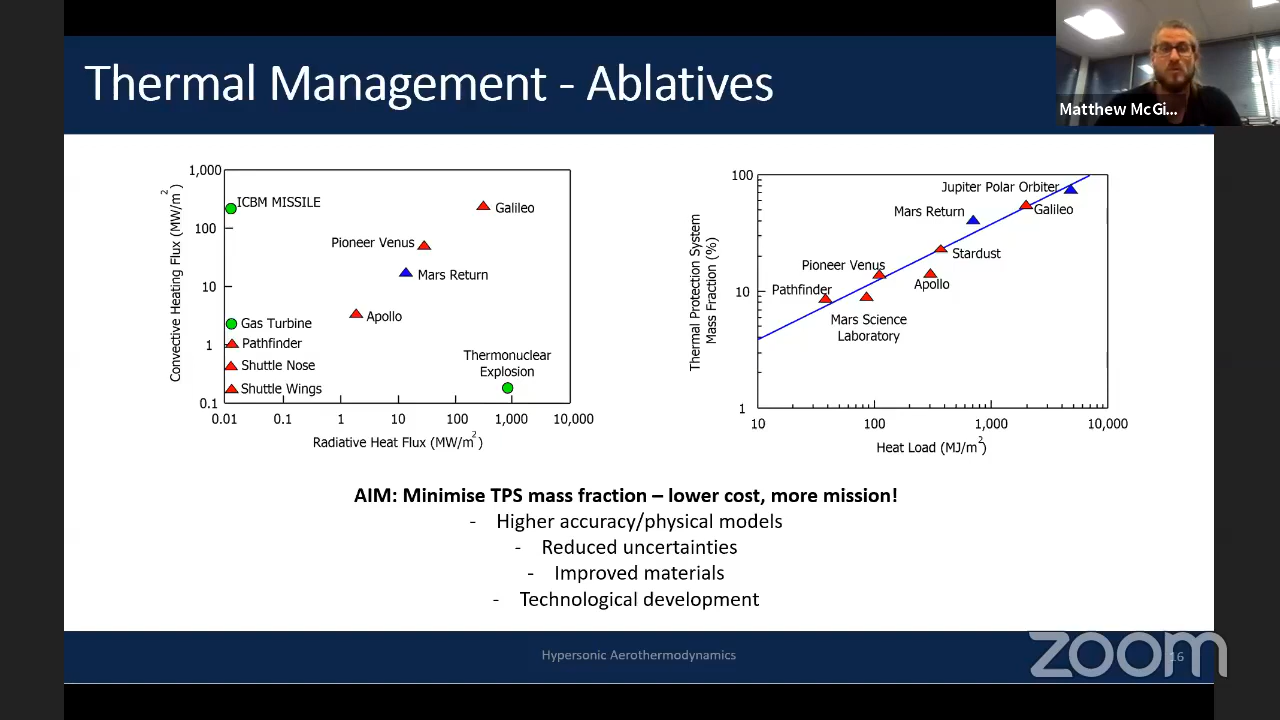 Thermal Management - Ablatives
Matthew McGi...
1,000
100
10
1
0.1
Convective Heating Flux (MW/m²)
ICBM MISSILE
Galileo
Pioneer Venus
Mars Return
Apollo
Gas Turbine
Pathfinder
Shuttle Nose
Shuttle Wings
Thermonuclear
Explosion
0.01 0.1 1 10 100 1,000 10,000
Radiative Heat Flux (MW/m²)
100
10
1
Thermal Protection System
Mass Fraction (%)
Jupiter Polar Orbiter
Mars Return
Galileo
Stardust
Pioneer Venus
Apollo
Pathfinder
Mars Science
Laboratory
10 100 1,000 10,000
Heat Load (MJ/m²)
AIM: Minimise TPS mass fraction – lower cost, more mission!
- Higher accuracy/physical models
- Reduced uncertainties
- Improved materials
- Technological development
Hypersonic Aerothermodynamics
16
zoom